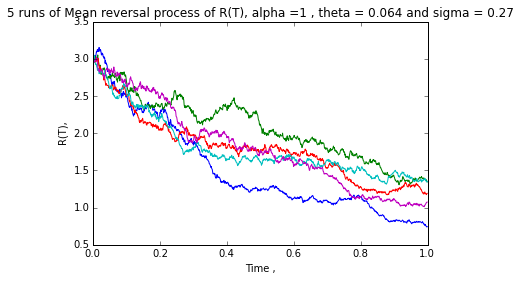 5 runs of Mean reversal process of R(T), alpha =1 , theta = 0.064 and sigma = 0.27
3.5
3.0
2.5
2.0
1.5
1.0
0.5
R(T),
0.0 0.2 0.4 0.6 0.8 1.0
Time ,